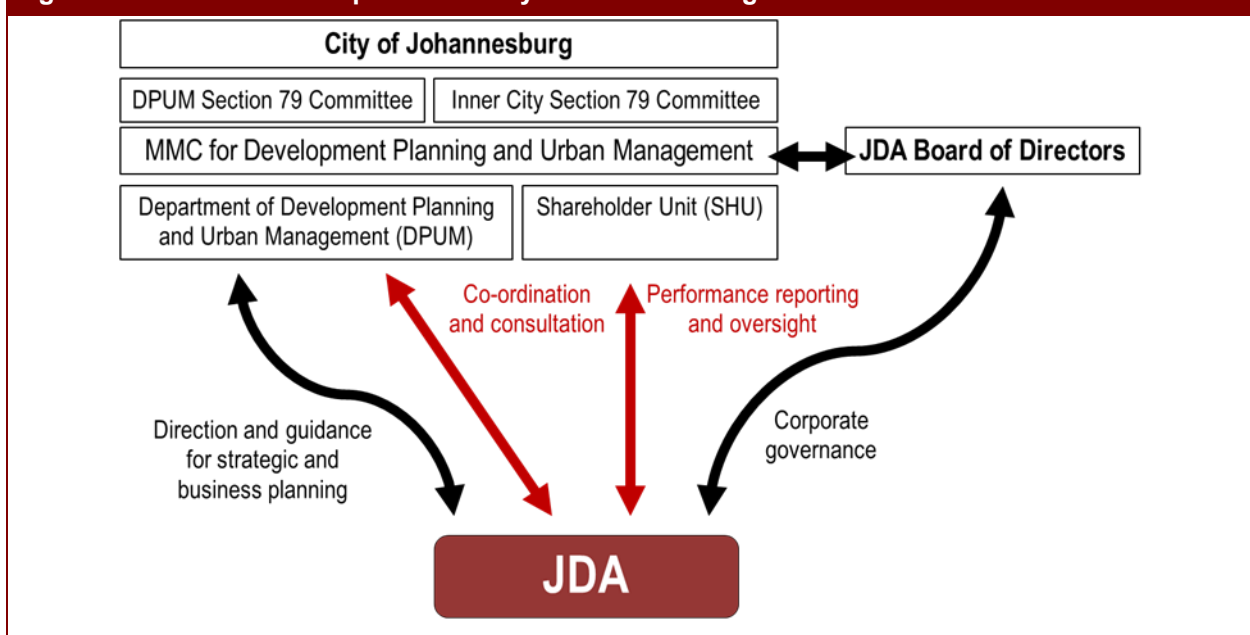 City of Johannesburg
DPUM Section 79 Committee
Inner City Section 79 Committee
MMC for Development Planning and Urban Management
JDA Board of Directors
Department of Development Planning
and Urban Management (DPUM)
Shareholder Unit (SHU)
Co-ordination
and consultation
Performance reporting
and oversight
Direction and guidance
for strategic and
business planning
Corporate
governance
JDA